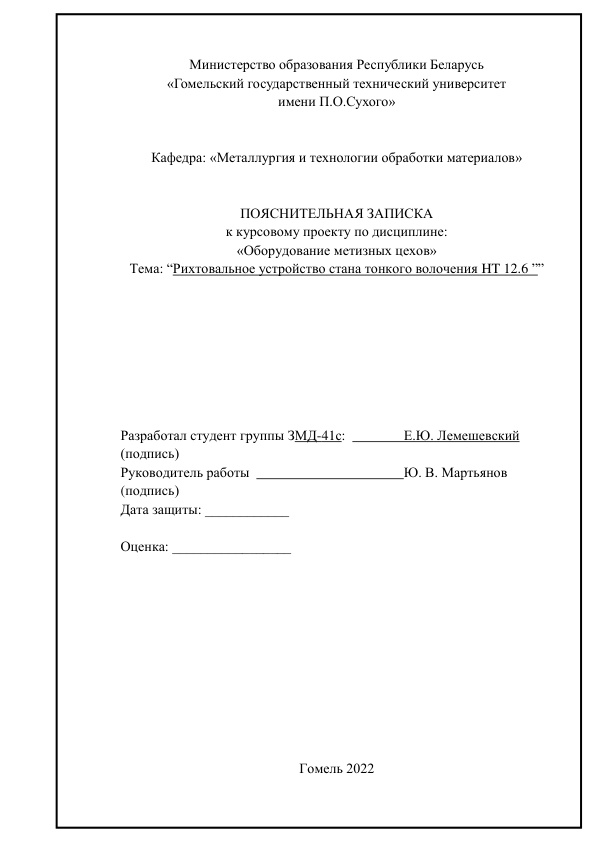 Министерство образования Республики Беларусь
«Гомельский государственный технический университет
имени П.О.Сухого»
Кафедра: «Металлургия и технологии обработки материалов»
ПОЯСНИТЕЛЬНАЯ ЗАПИСКА
к курсовому проекту по дисциплине:
«Оборудование метизных цехов»
Тема: “Рихтовальное устройство стана тонкого волочения НТ 12.6 ””
Разработал студент группы ЗМД-41с: _______Е.Ю. Лемешевский
(подпись)
Руководитель работы _____________________Ю. В. Мартьянов
(подпись)
Дата защиты: ____________
Оценка: _________________
Гомель 2022